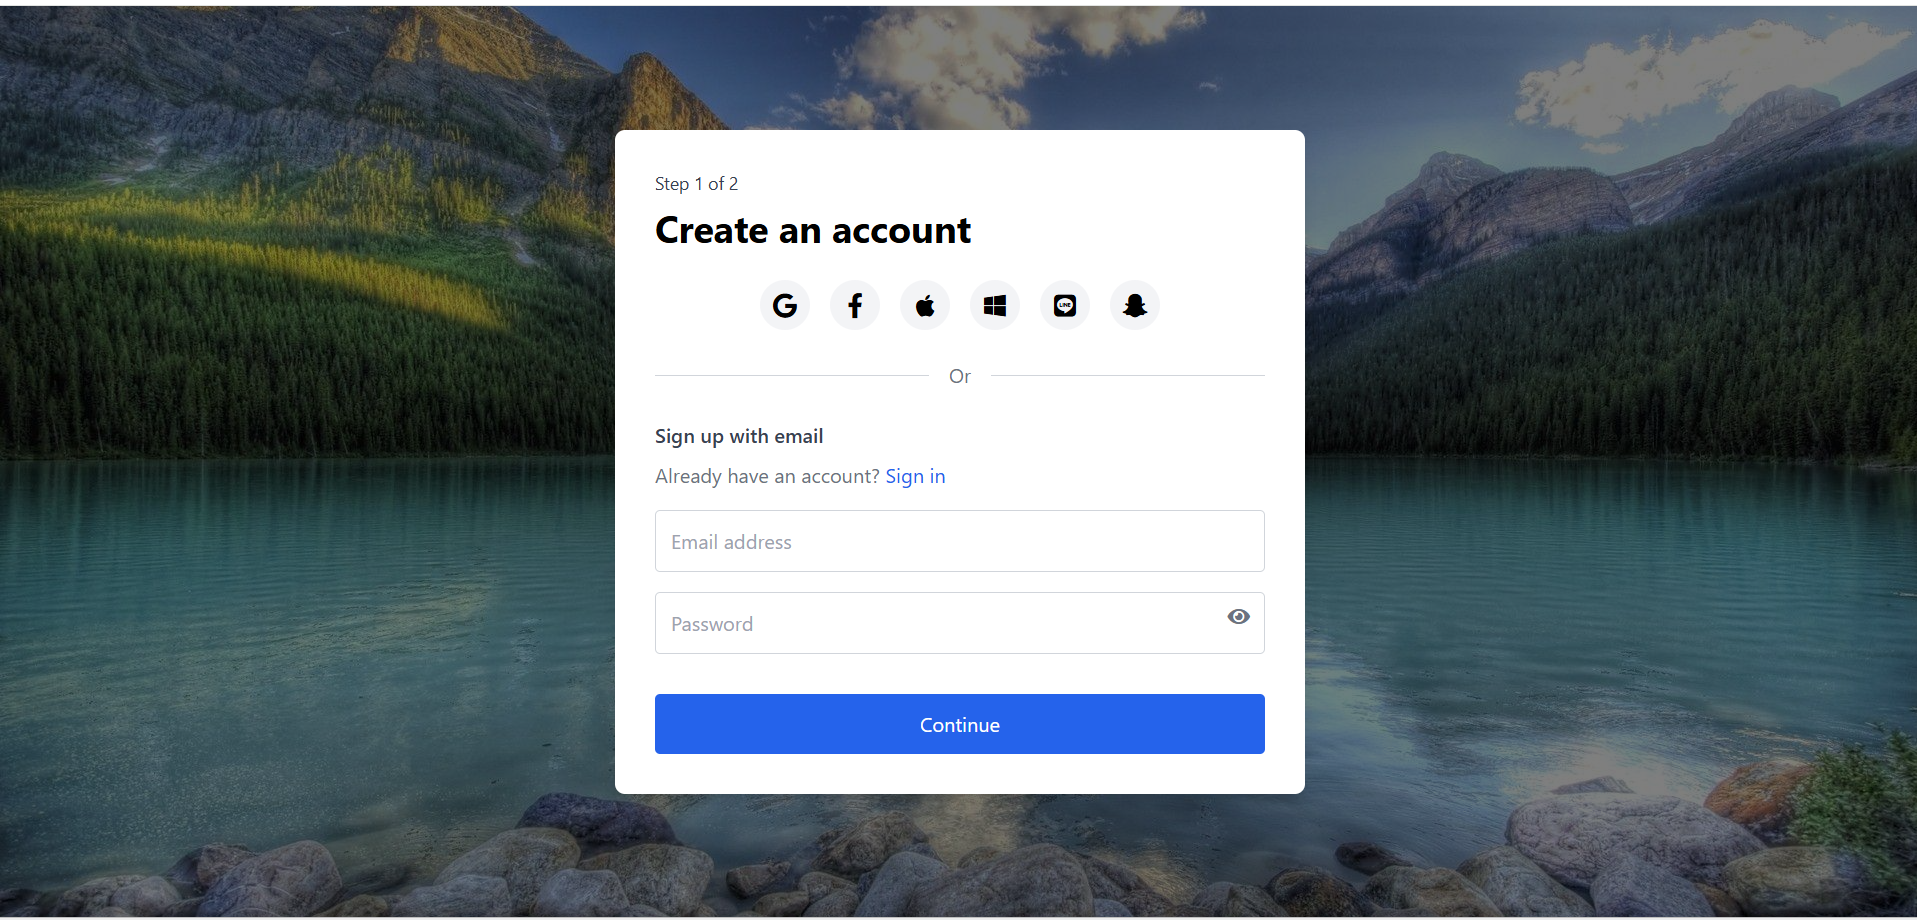 Step 1 of 2
Create an account
LINE
Or
Sign up with email
Already have an account? Sign in
Email address
Password
Continue